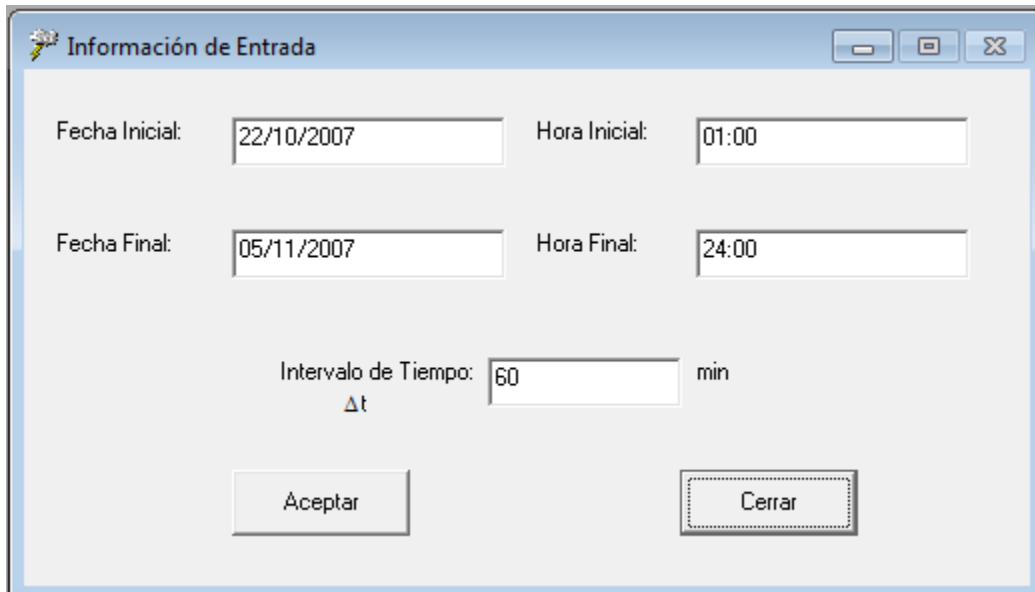 Información de Entrada
Fecha Inicial: 22/10/2007 Hora Inicial: 01:00
Fecha Final: 05/11/2007 Hora Final: 24:00
Intervalo de Tiempo: 60 min
Δt
Aceptar Cerrar